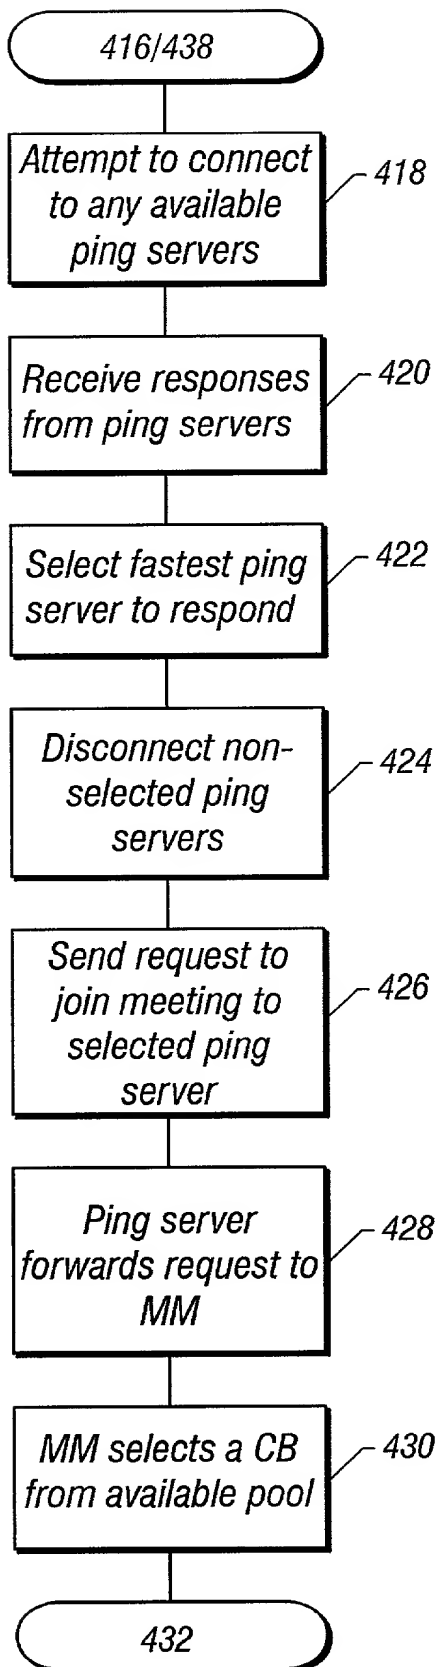 416/438
Attempt to connect
to any available
ping servers
418
Receive responses
from ping servers
420
Select fastest ping
server to respond
422
Disconnect non-
selected ping
servers
424
Send request to
join meeting to
selected ping
server
426
Ping server
forwards request to
MM
428
MM selects a CB
from available pool
430
432